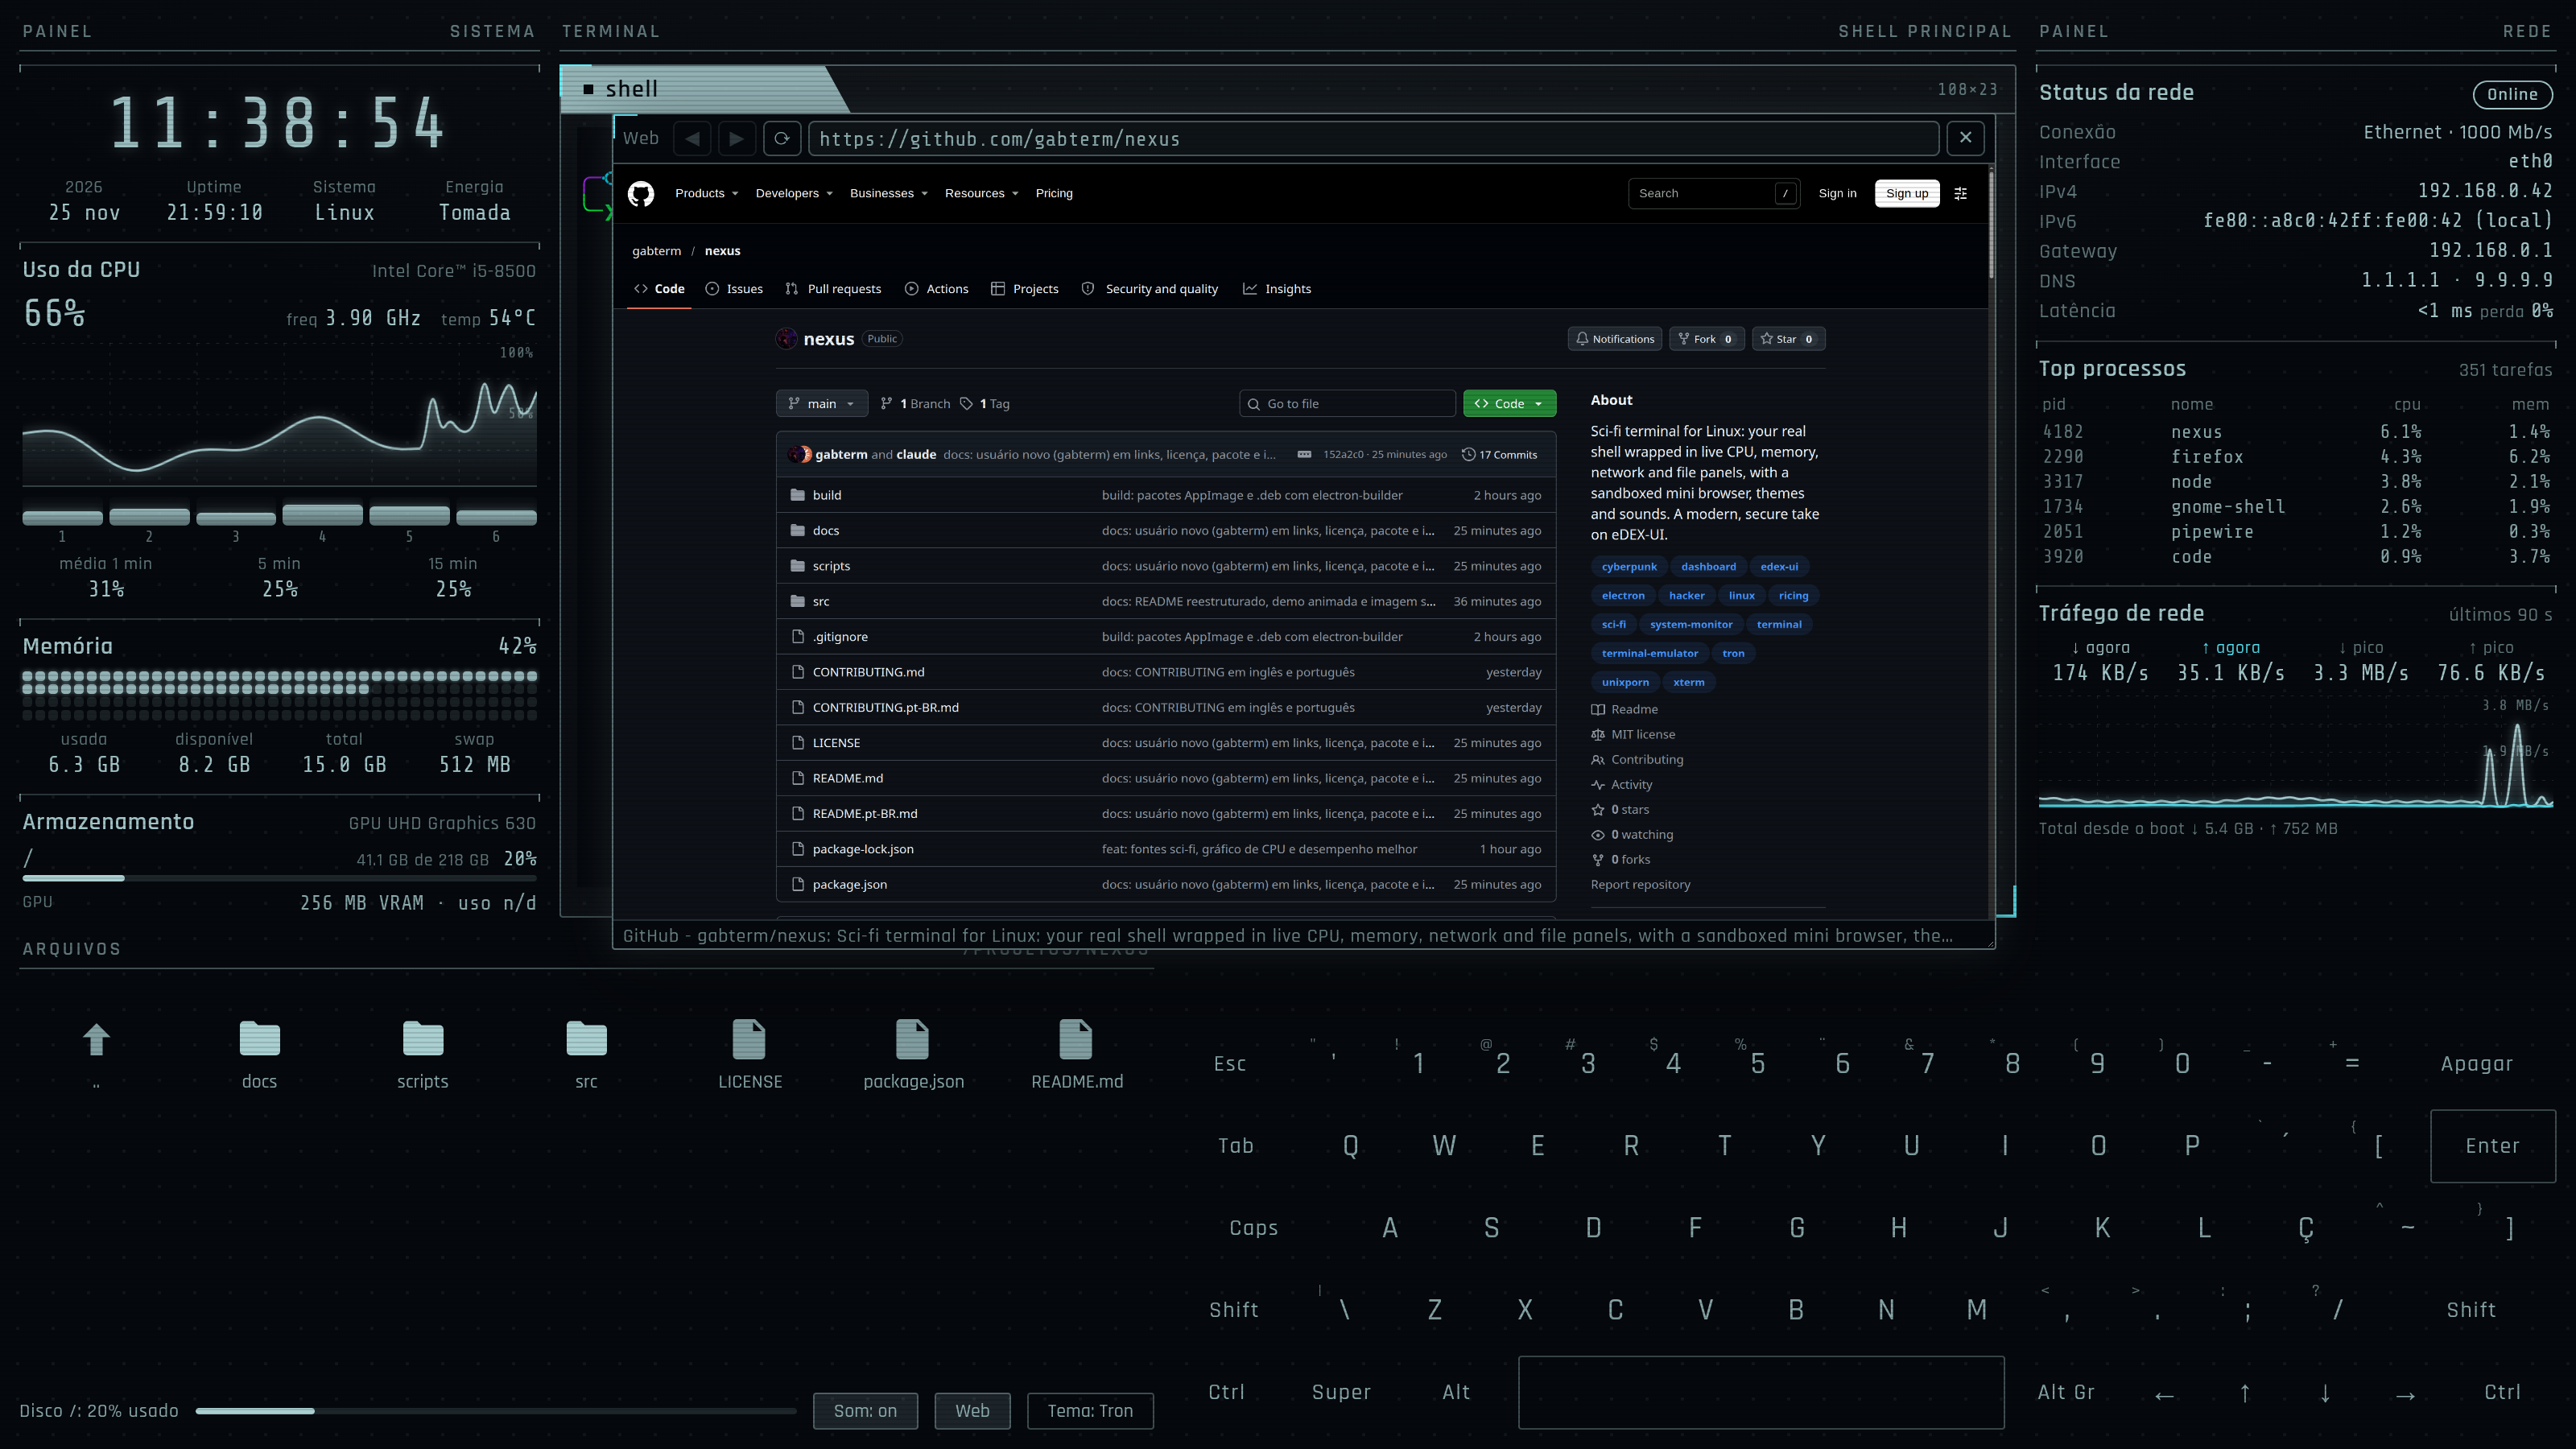 PAINEL SISTEMA
11:38:54
2026 Uptime Sistema Energia
25 nov 21:59:10 Linux Tomada
Uso da CPU Intel Core™ i5-8500
66% freq 3.90 GHz temp 54°C
100%
50%
1 2 3 4 5 6
média 1 min 5 min 15 min
31% 25% 25%
Memória 42%
usada disponível total swap
6.3 GB 8.2 GB 15.0 GB 512 MB
Armazenamento GPU UHD Graphics 630
/ 41.1 GB de 218 GB 20%
GPU 256 MB VRAM · uso n/d
TERMINAL SHELL PRINCIPAL
shell 108×23
Web https://github.com/gabterm/nexus
Products Developers Businesses Resources Pricing Search / Sign in Sign up
gabterm / nexus
Code Issues Pull requests Actions Projects Security and quality Insights
nexus Public Notifications Fork 0 Star 0
main 1 Branch 1 Tag Go to file Code
gabterm and claude docs: usuário novo (gabterm) em links, licença, pacote e i... 152a2c0 · 25 minutes ago 17 Commits
build build: pacotes AppImage e .deb com electron-builder 2 hours ago
docs docs: usuário novo (gabterm) em links, licença, pacote e i... 25 minutes ago
scripts docs: usuário novo (gabterm) em links, licença, pacote e i... 25 minutes ago
src docs: README reestruturado, demo animada e imagem s... 36 minutes ago
.gitignore build: pacotes AppImage e .deb com electron-builder 2 hours ago
CONTRIBUTING.md docs: CONTRIBUTING em inglês e português yesterday
CONTRIBUTING.pt-BR.md docs: CONTRIBUTING em inglês e português yesterday
LICENSE docs: usuário novo (gabterm) em links, licença, pacote e i... 25 minutes ago
README.md docs: usuário novo (gabterm) em links, licença, pacote e i... 25 minutes ago
README.pt-BR.md docs: usuário novo (gabterm) em links, licença, pacote e i... 25 minutes ago
package-lock.json feat: fontes sci-fi, gráfico de CPU e desempenho melhor 1 hour ago
package.json docs: usuário novo (gabterm) em links, licença, pacote e i... 25 minutes ago
About
Sci-fi terminal for Linux: your real
shell wrapped in live CPU, memory,
network and file panels, with a
sandboxed mini browser, themes
and sounds. A modern, secure take
on eDEX-UI.
cyberpunk dashboard edex-ui
electron hacker linux ricing
sci-fi system-monitor terminal
terminal-emulator tron
unixporn xterm
Readme
MIT license
Contributing
Activity
0 stars
0 watching
0 forks
Report repository
GitHub - gabterm/nexus: Sci-fi terminal for Linux: your real shell wrapped in live CPU, memory, network and file panels, with a sandboxed mini browser, the...
PAINEL REDE
Status da rede Online
Conexão Ethernet · 1000 Mb/s
Interface eth0
IPv4 192.168.0.42
IPv6 fe80::a8c0:42ff:fe00:42 (local)
Gateway 192.168.0.1
DNS 1.1.1.1 · 9.9.9.9
Latência <1 ms perda 0%
Top processos 351 tarefas
pid nome cpu mem
4182 nexus 6.1% 1.4%
2290 firefox 4.3% 6.2%
3317 node 3.8% 2.1%
1734 gnome-shell 2.6% 1.9%
2051 pipewire 1.2% 0.3%
3920 code 0.9% 3.7%
Tráfego de rede últimos 90 s
↓ agora ↑ agora ↓ pico ↑ pico
174 KB/s 35.1 KB/s 3.3 MB/s 76.6 KB/s
3.8 MB/s
1.9 MB/s
Total desde o boot ↓ 5.4 GB · ↑ 752 MB
ARQUIVOS
.. docs scripts src LICENSE package.json README.md
Disco /: 20% usado Som: on Web Tema: Tron
" ! @ # $ % ¨ & * ( ) _ +
Esc ' 1 2 3 4 5 6 7 8 9 0 - = Apagar
` {
Tab Q W E R T Y U I O P ´ [ Enter
^ }
Caps A S D F G H J K L Ç ~ ]
| < > : ?
Shift \ Z X C V B N M , . ; / Shift
Ctrl Super Alt Alt Gr ← ↑ ↓ → Ctrl